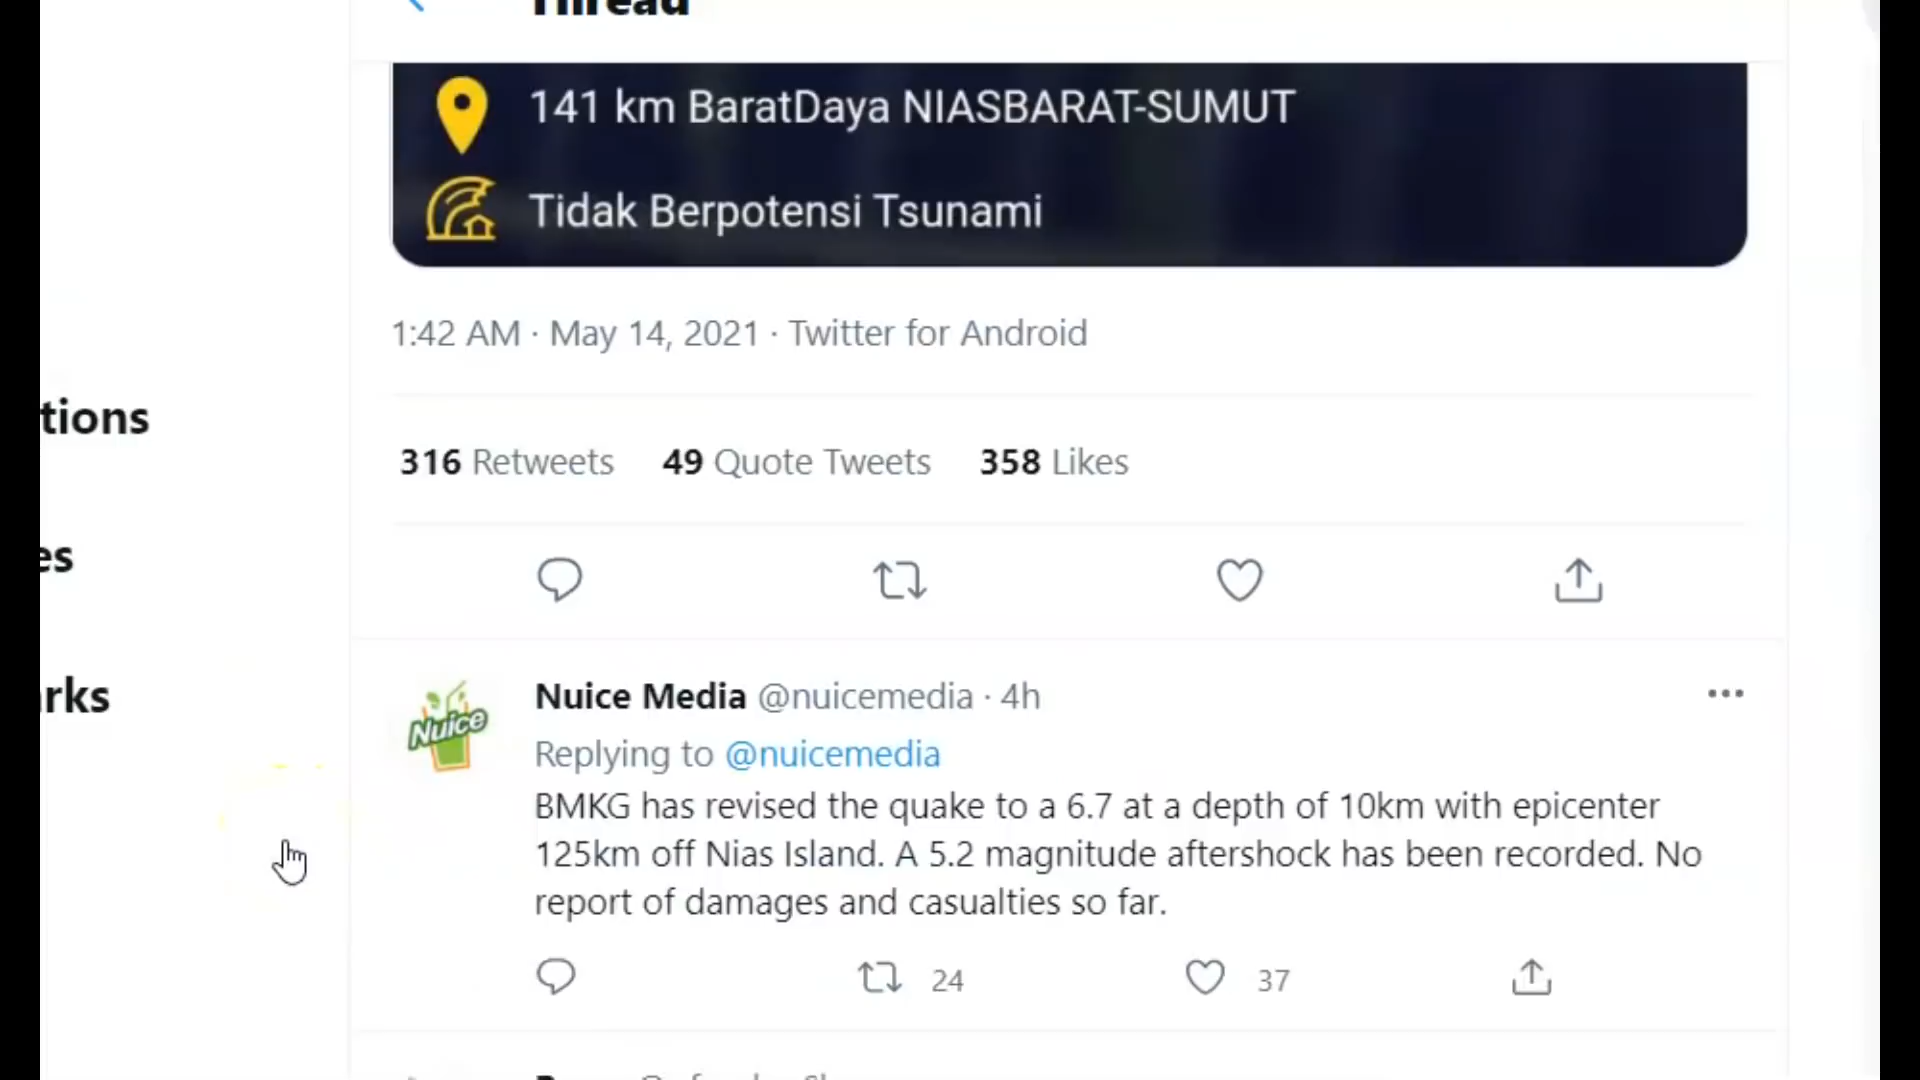 Thread
141 km BaratDaya NIASBARAT-SUMUT
Tidak Berpotensi Tsunami
1:42 AM · May 14, 2021 · Twitter for Android
tions
316 Retweets 49 Quote Tweets 358 Likes
es
rks
Nuice Media @nuicemedia · 4h
Nuice
Replying to @nuicemedia
BMKG has revised the quake to a 6.7 at a depth of 10km with epicenter
125km off Nias Island. A 5.2 magnitude aftershock has been recorded. No
report of damages and casualties so far.
24 37